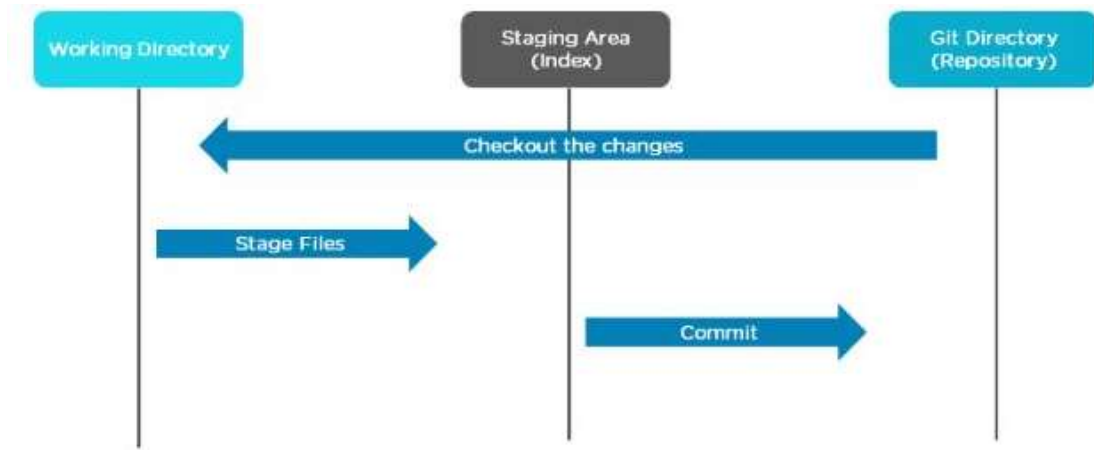 Working Directory
Staging Area
(Index)
Git Directory
(Repository)
Checkout the changes
Stage Files
Commit